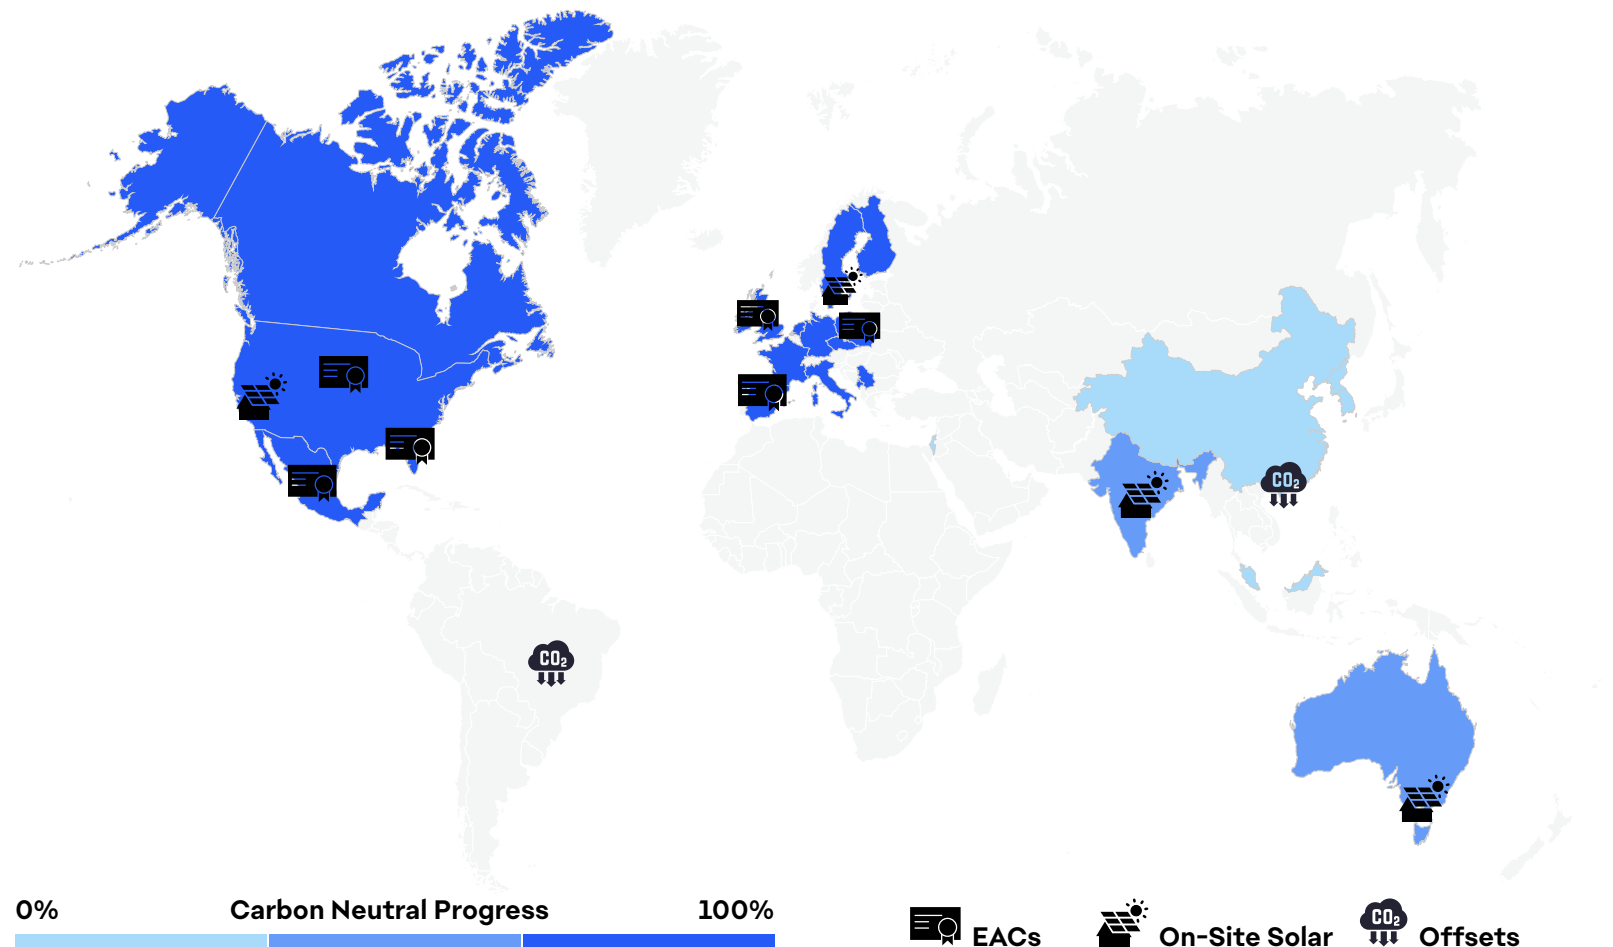 CO₂
CO₂
0% Carbon Neutral Progress 100%
EACs On-Site Solar CO₂ Offsets